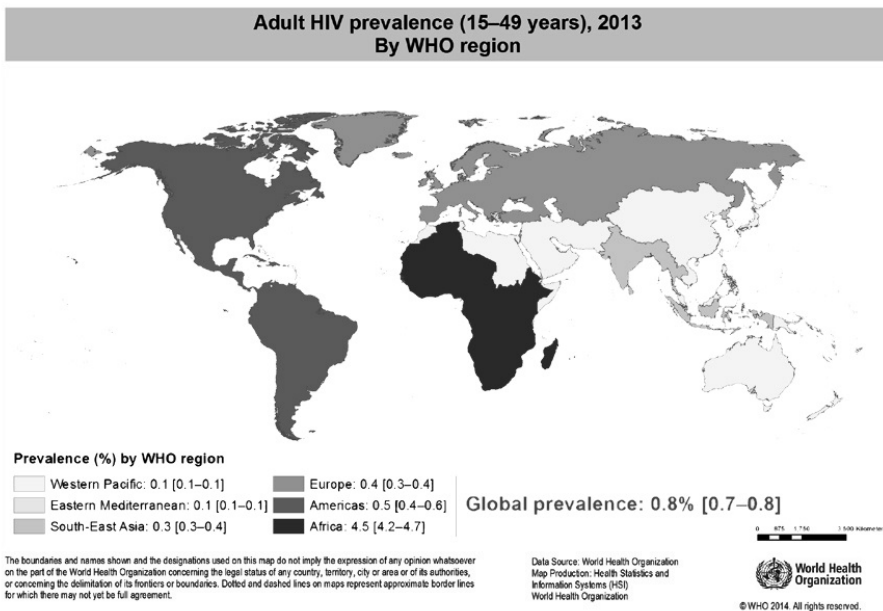 Adult HIV prevalence (15–49 years), 2013
By WHO region
Prevalence (%) by WHO region
Western Pacific: 0.1 [0.1–0.1]
Eastern Mediterranean: 0.1 [0.1–0.1]
South-East Asia: 0.3 [0.3–0.4]
Europe: 0.4 [0.3–0.4]
Americas: 0.5 [0.4–0.6]
Africa: 4.5 [4.2–4.7]
Global prevalence: 0.8% [0.7–0.8]
0 875 1,750 3,500 Kilometers
The boundaries and names shown and the designations used on this map do not imply the expression of any opinion whatsoever
on the part of the World Health Organization concerning the legal status of any country, territory, city or area or of its authorities,
or concerning the delimitation of its frontiers or boundaries. Dotted and dashed lines on maps represent approximate border lines
for which there may not yet be full agreement.
Data Source: World Health Organization
Map Production: Health Statistics and
Information Systems (HSI)
World Health Organization
World Health
Organization
© WHO 2014. All rights reserved.